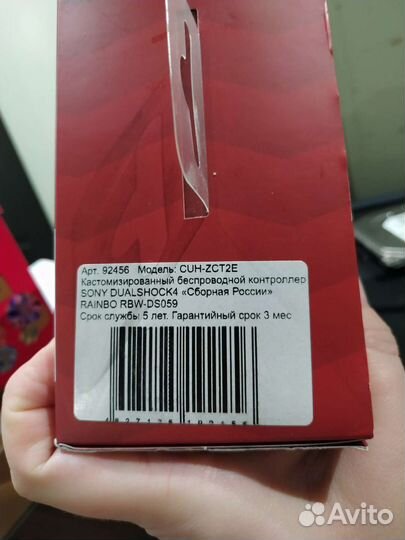 Арт. 92456 Модель: CUH-ZCT2E
Кастомизированный беспроводной контроллер
SONY DUALSHOCK4 «Сборная России»
RAINBO RBW-DS059
Срок службы 5 лет. Гарантийный срок 3 мес
Avito